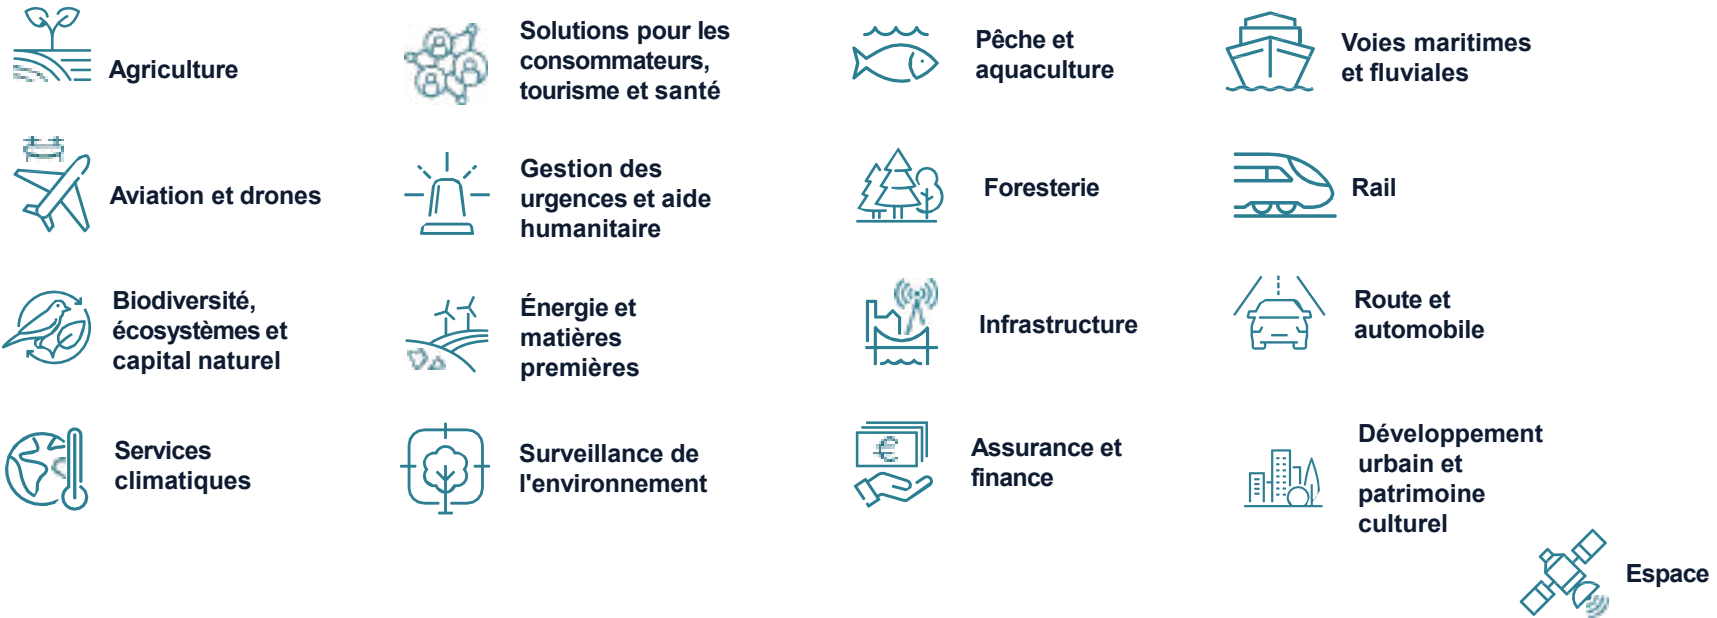 Agriculture
Solutions pour les
consommateurs,
tourisme et santé
Pêche et
aquaculture
Voies maritimes
et fluviales
Aviation et drones
Gestion des
urgences et aide
humanitaire
Foresterie
Rail
Biodiversité,
écosystèmes et
capital naturel
Énergie et
matières
premières
Infrastructure
Route et
automobile
Services
climatiques
Surveillance de
l'environnement
€
Assurance et
finance
Développement
urbain et
patrimoine
culturel
Espace